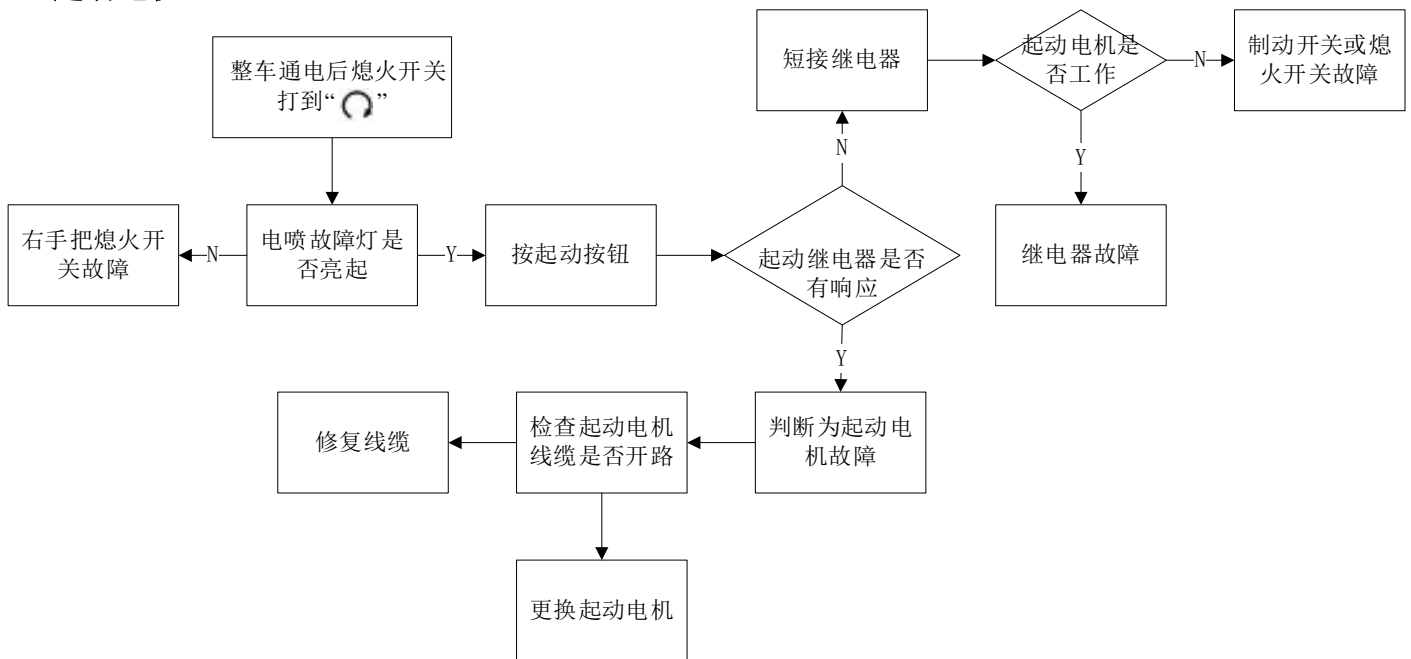 短接继电器
起动电机是
否工作
N
制动开关或熄
火开关故障
整车通电后熄火开关
打到“ ”
N
Y
右手把熄火开
关故障
N
电喷故障灯是
否亮起
Y
按起动按钮
起动继电器是否
有响应
继电器故障
Y
修复线缆
检查起动电机
线缆是否开路
判断为起动电
机故障
更换起动电机